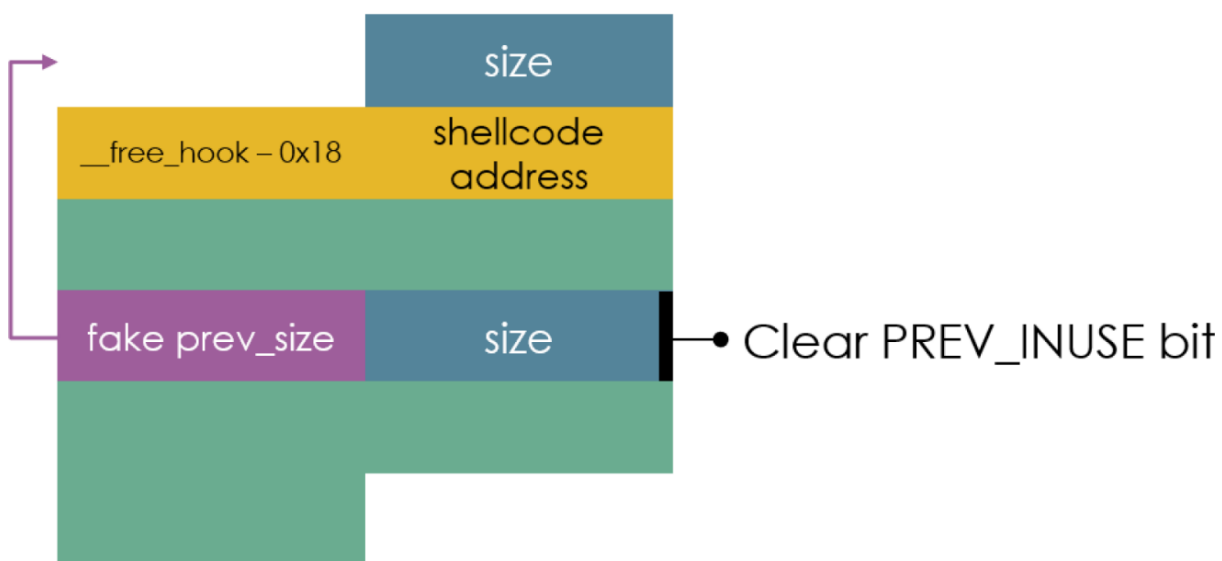 size
__free_hook – 0x18
shellcode
address
fake prev_size
size
Clear PREV_INUSE bit